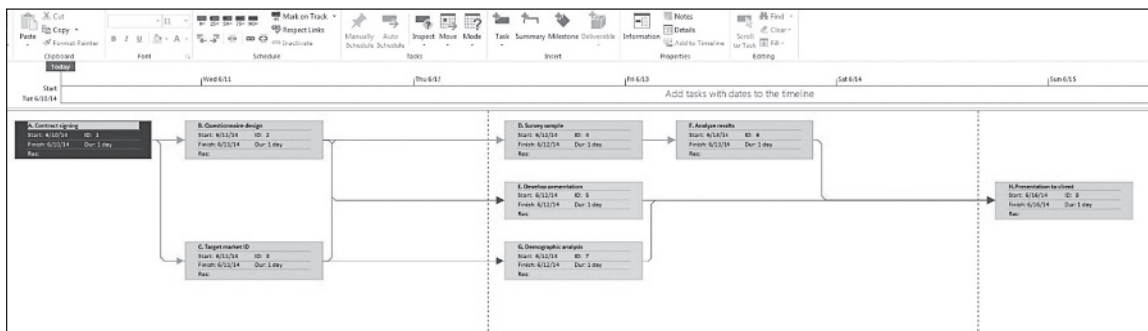 Paste
Cut
Copy
Format Painter
Clipboard
11
B I U A
Font
0% 25% 50% 75% 100%
Mark on Track
Respect Links
Inactivate
Schedule
Manually Schedule
Auto Schedule
Inspect Move Mode
Tasks
Task Summary Milestone Deliverable
Insert
Information
Notes
Details
Add to Timeline
Properties
Scroll to Task
Find
Clear
Fill
Editing
Today
Wed 6/11 Thu 6/12 Fri 6/13 Sat 6/14 Sun 6/15
Start
Tue 6/10/14
Add tasks with dates to the timeline
A. Contract signing
Start: 6/10/14 ID: 1
Finish: 6/10/14 Dur: 1 day
Res:
B. Questionnaire design
Start: 6/11/14 ID: 2
Finish: 6/11/14 Dur: 1 day
Res:
D. Survey sample
Start: 6/12/14 ID: 4
Finish: 6/12/14 Dur: 1 day
Res:
F. Analyze results
Start: 6/13/14 ID: 6
Finish: 6/13/14 Dur: 1 day
Res:
E. Develop presentation
Start: 6/12/14 ID: 5
Finish: 6/12/14 Dur: 1 day
Res:
H. Presentation to client
Start: 6/16/14 ID: 8
Finish: 6/16/14 Dur: 1 day
Res:
C. Target market ID
Start: 6/11/14 ID: 3
Finish: 6/11/14 Dur: 1 day
Res:
G. Demographic analysis
Start: 6/12/14 ID: 7
Finish: 6/12/14 Dur: 1 day
Res: